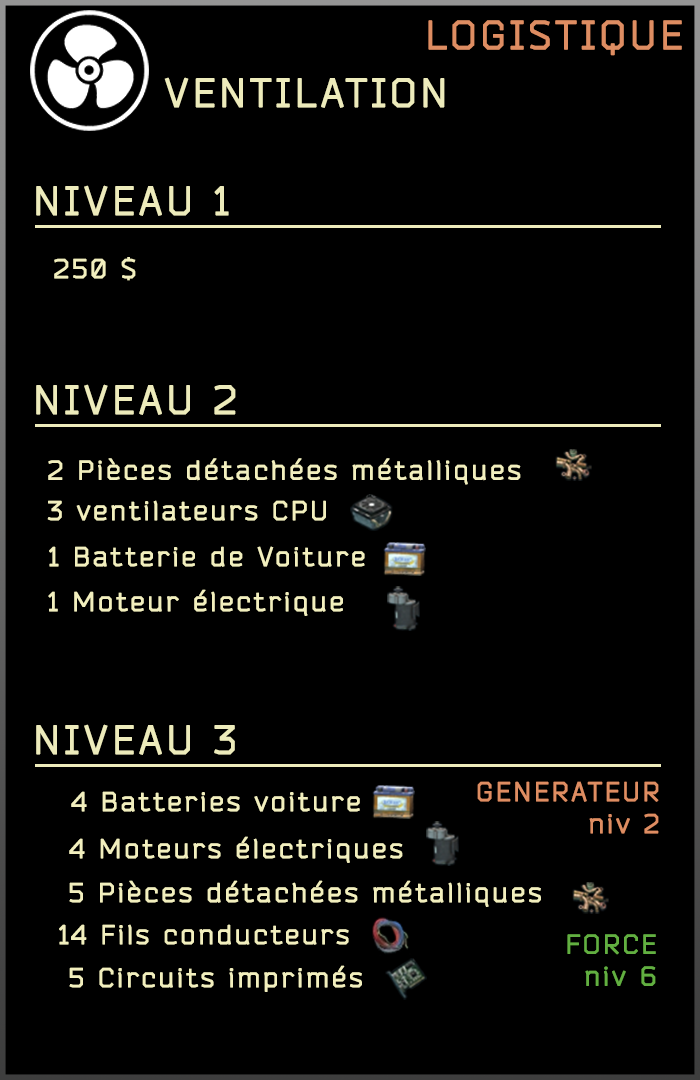 LOGISTIQUE
VENTILATION
NIVEAU 1
250 $
NIVEAU 2
2 Pièces détachées métalliques
3 ventilateurs CPU
1 Batterie de Voiture
1 Moteur électrique
NIVEAU 3
4 Batteries voiture
GENERATEUR
niv 2
4 Moteurs électriques
5 Pièces détachées métalliques
14 Fils conducteurs
FORCE
niv 6
5 Circuits imprimés